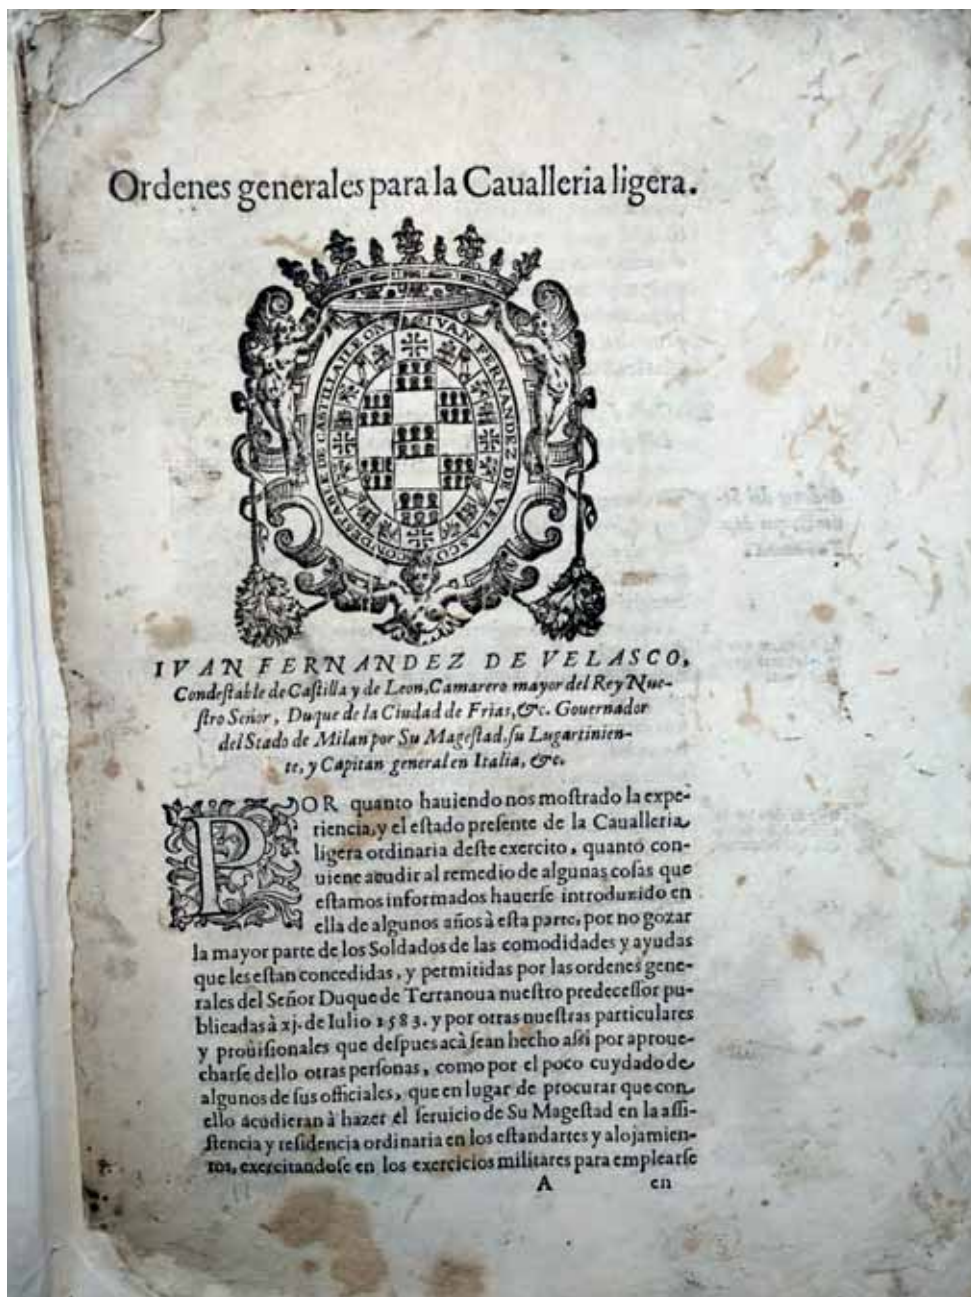 Ordenes generales para la Caualleria ligera.
IVAN FERNANDEZ DE VELASCO CONDESTABLE DE CASTILLA I LEON
IVAN FERNANDEZ DE VELASCO,
Condeſtable de Caſtilla y de Leon, Camarero mayor del Rey Nue-
ſtro Señor, Duque de la Ciudad de Frias, &c. Gouernador
del Stado de Milan por Su Mageſtad, ſu Lugartinien-
te, y Capitan general en Italia, &c.
POR quanto hauiendo nos moſtrado la expe-
riencia, y el eſtado preſente de la Caualleria
ligera ordinaria deſte exercito, quanto con-
uiene acudir al remedio de algunas coſas que
eſtamos informados hauerſe introduzido en
ella de algunos años à eſta parte, por no gozar
la mayor parte de los Soldados de las comodidades y ayudas
que les eſtan concedidas, y permitidas por las ordenes gene-
rales del Señor Duque de Terranoua nueſtro predeceſſor pu-
blicadas à xj. de Iulio 1583. y por otras nueſtras particulares
y prouiſionales que deſpues acà ſean hecho aſſi por aproue-
charſe dello otras perſonas, como por el poco cuydado de
algunos de ſus officiales, que en lugar de procurar que con
ello acudieran à hazer el ſeruicio de Su Mageſtad en la aſſi-
ſtencia y reſidencia ordinaria en los eſtandartes y alojamien-
tos, exercitandoſe en los exercicios militares para emplearſe
A en